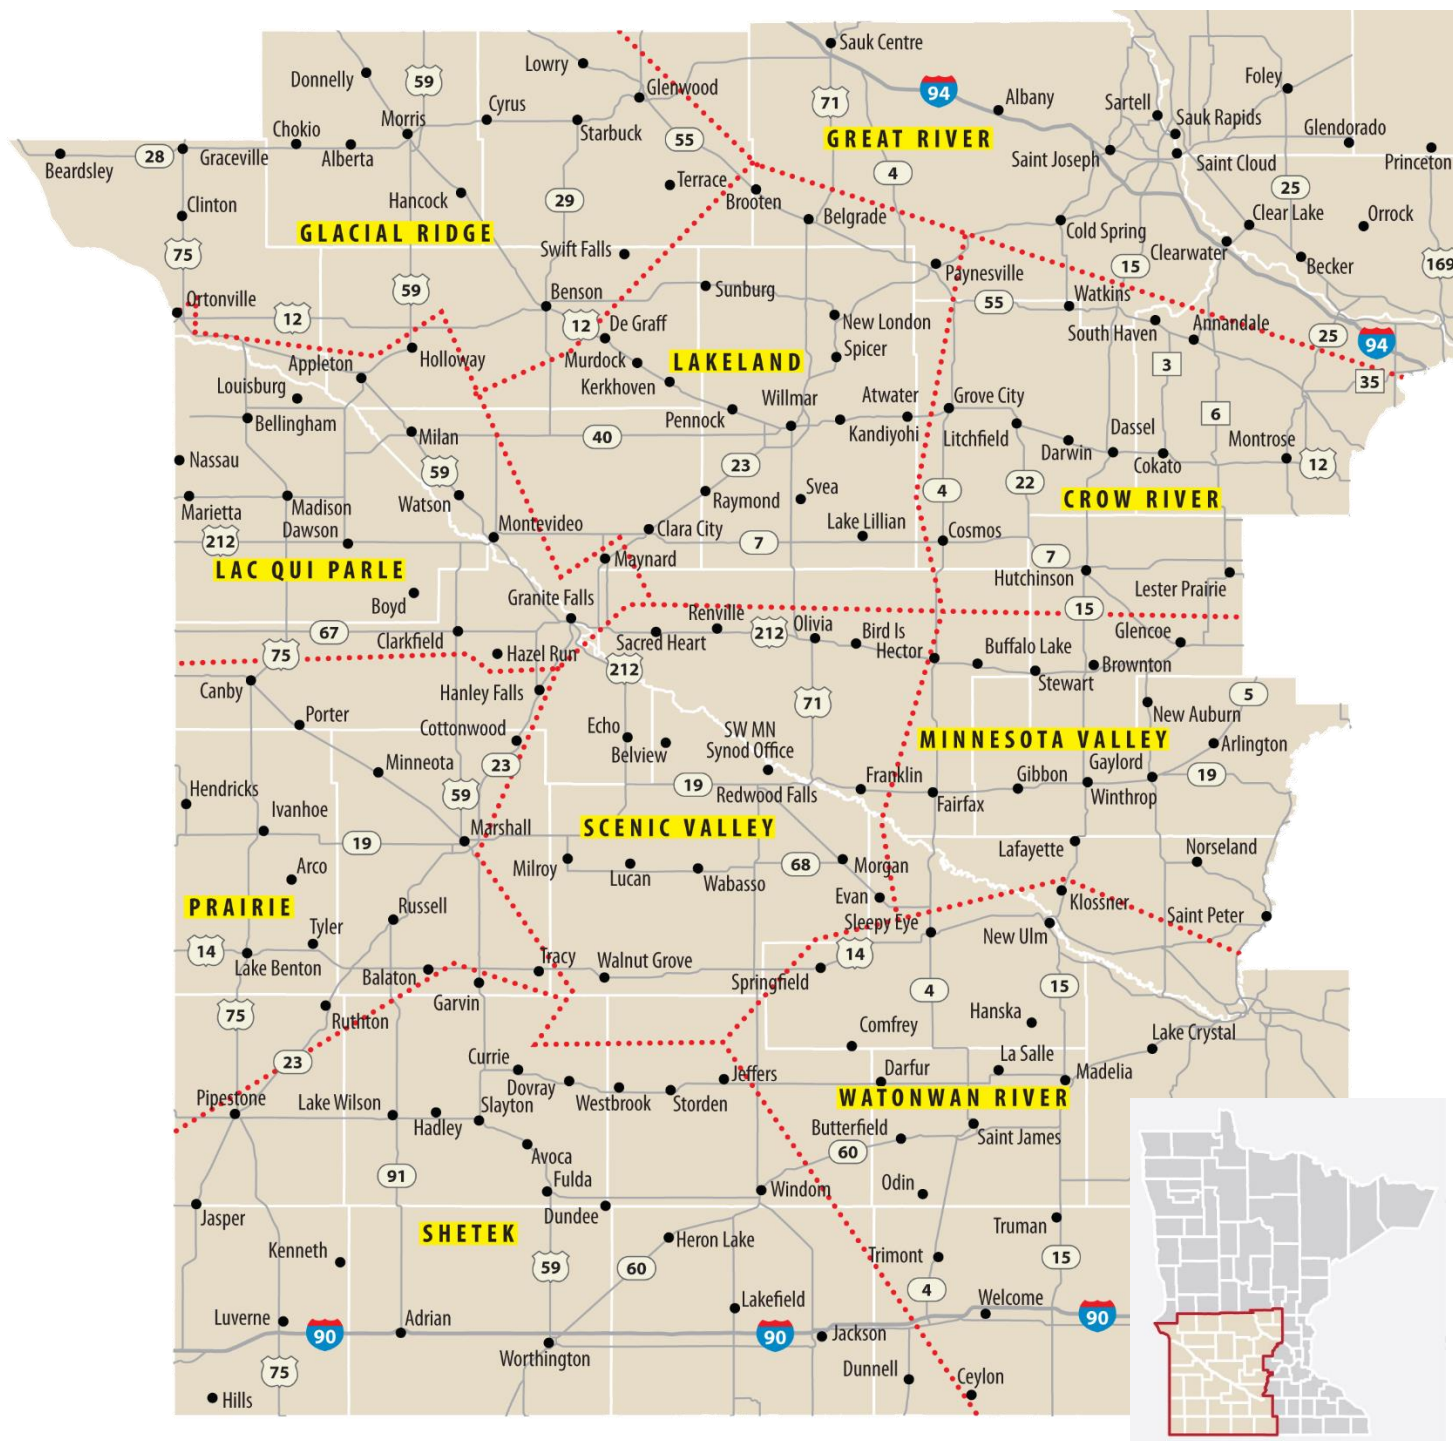 Sauk Centre
Lowry
Donnelly
59
Glenwood
71
94
Albany
Foley
Sartell
Cyrus
Starbuck
Morris
Chokio
Alberta
55
GREAT RIVER
Sauk Rapids
Glendorado
Beardsley
28
Graceville
Saint Joseph
Saint Cloud
Princeton
Terrace
4
Hancock
29
Brooten
25
Clinton
Belgrade
Cold Spring
Clear Lake
Orrock
GLACIAL RIDGE
Swift Falls
Clearwater
75
Paynesville
15
Becker
169
59
Sunburg
Ortonville
Benson
55
Watkins
12
12
De Graff
New London
South Haven
Annandale
25
94
Holloway
Murdock
LAKELAND
Spicer
Appleton
3
Louisburg
Kerkhoven
35
Atwater
Grove City
Willmar
6
Bellingham
Pennock
Kandiyohi
Litchfield
Dassel
Milan
40
Darwin
Montrose
Nassau
59
23
Cokato
12
22
4
Marietta
Madison
Watson
Raymond
Svea
CROW RIVER
Dawson
Montevideo
Clara City
Lake Lillian
212
7
Cosmos
7
LAC QUI PARLE
Maynard
Hutchinson
Lester Prairie
Boyd
Granite Falls
15
Renville
67
Clarkfield
Sacred Heart
212
Olivia
Bird Is
Glencoe
75
Hazel Run
Hector
Buffalo Lake
212
Stewart
Brownton
Canby
Hanley Falls
5
71
New Auburn
Porter
Cottonwood
Echo
SW MN
Synod Office
Belview
MINNESOTA VALLEY
Arlington
Minneota
23
Gaylord
19
Franklin
Gibbon
19
Hendricks
59
Redwood Falls
Fairfax
Winthrop
Ivanhoe
SCENIC VALLEY
Marshall
19
Lafayette
Norseland
Milroy
Arco
Lucan
Wabasso
68
Morgan
PRAIRIE
Evan
Klossner
Russell
Saint Peter
Tyler
Sleepy Eye
New Ulm
14
14
Lake Benton
Balaton
Tracy
Walnut Grove
Springfield
Garvin
4
15
75
Ruthton
Hanska
Comfrey
Lake Crystal
23
Currie
La Salle
Dovray
Jeffers
Darfur
Madelia
Pipestone
Lake Wilson
Slayton
Westbrook
Storden
WATONWAN RIVER
Hadley
Butterfield
Saint James
Avoca
60
91
Fulda
Windom
Odin
Jasper
Dundee
SHETEK
Truman
Kenneth
Heron Lake
Trimont
59
60
15
4
Lakefield
Welcome
Luverne
Adrian
90
90
90
Jackson
Worthington
75
Dunnell
Ceylon
Hills